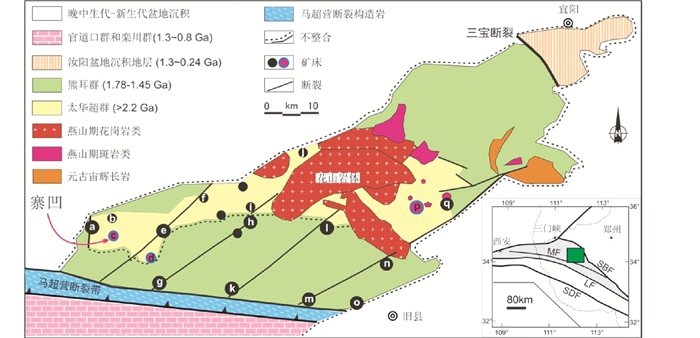 晚中生代-新生代盆地沉积
官道口群和栾川群(1.3~0.8 Ga)
汝阳盆地沉积地层(1.3~0.24 Ga)
熊耳群 (1.78-1.45 Ga)
太华超群 (>2.2 Ga)
燕山期花岗岩类
燕山期斑岩类
元古宙辉长岩
马超营断裂构造岩
不整合
矿床
断裂
0 km 10
宜阳
三宝断裂
N
花山岩体
寨凹
a
b
c
d
e
f
g
h
i
j
k
l
m
n
o
p
q
马超营断裂带
旧县
109°
111°
113°
36°
三门峡
郑州
西安
34°
MF
SBF
LF
SDF
34°
80km
32°
32°
109°
111°
113°